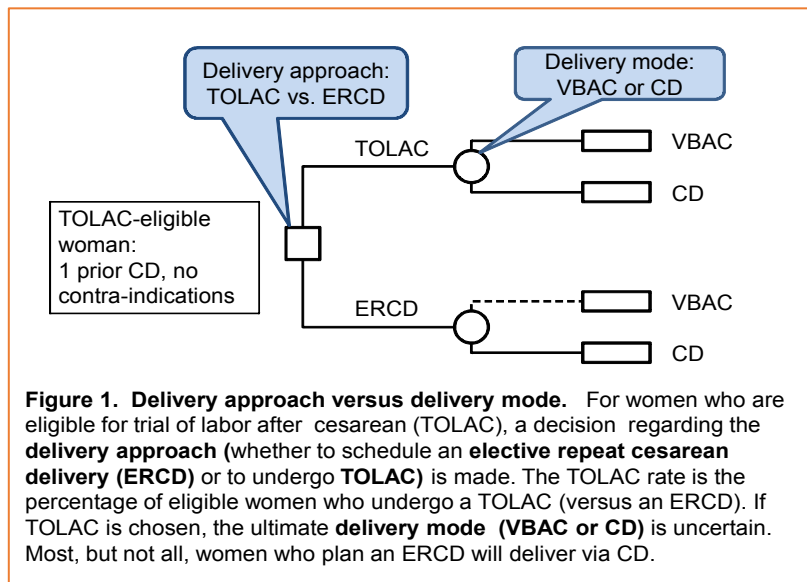 Delivery approach:
TOLAC vs. ERCD
Delivery mode:
VBAC or CD
TOLAC
VBAC
CD
TOLAC-eligible
woman:
1 prior CD, no
contra-indications
ERCD
VBAC
CD
Figure 1. Delivery approach versus delivery mode. For women who are
eligible for trial of labor after cesarean (TOLAC), a decision regarding the
delivery approach (whether to schedule an elective repeat cesarean
delivery (ERCD) or to undergo TOLAC) is made. The TOLAC rate is the
percentage of eligible women who undergo a TOLAC (versus an ERCD). If
TOLAC is chosen, the ultimate delivery mode (VBAC or CD) is uncertain.
Most, but not all, women who plan an ERCD will deliver via CD.